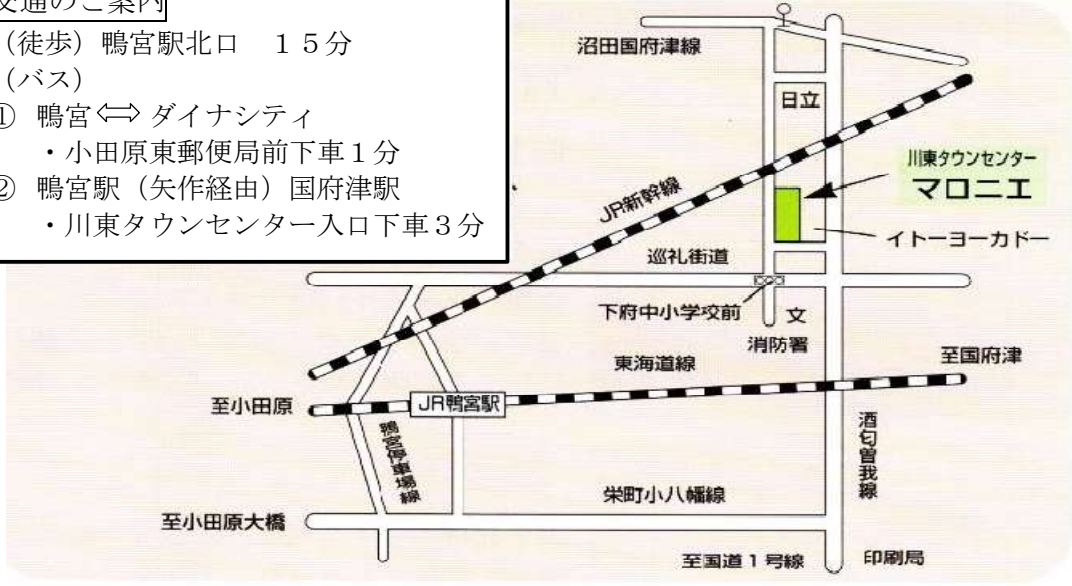 交通のご案内
（徒歩）鴨宮駅北口　１５分
（バス）
① 鴨宮⇔ダイナシティ
・小田原東郵便局前下車１分
② 鴨宮駅（矢作経由）国府津駅
・川東タウンセンター入口下車３分
沼田国府津線
日立
川東タウンセンター
マロニエ
JR新幹線
イトーヨーカドー
巡礼街道
下府中小学校前
文
消防署
東海道線
至国府津
至小田原
JR鴨宮駅
鴨宮停車場線
酒匂曽我線
栄町小八幡線
至小田原大橋
至国道１号線
印刷局